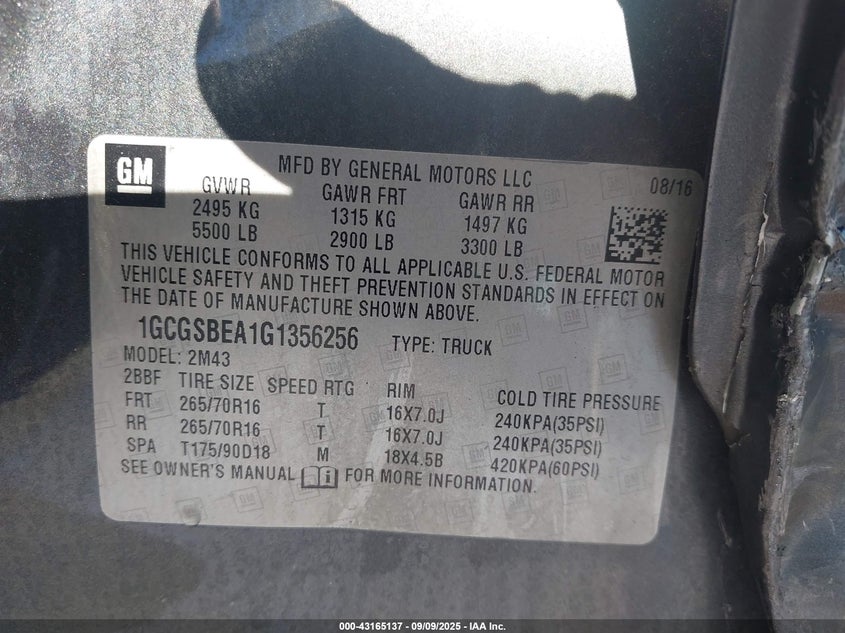 GM
MFD BY GENERAL MOTORS LLC
08/16
GVWR GAWR FRT GAWR RR
2495 KG 1315 KG 1497 KG
5500 LB 2900 LB 3300 LB
THIS VEHICLE CONFORMS TO ALL APPLICABLE U.S. FEDERAL MOTOR
VEHICLE SAFETY AND THEFT PREVENTION STANDARDS IN EFFECT ON
THE DATE OF MANUFACTURE SHOWN ABOVE.
1GCGSBEA1G1356256 TYPE: TRUCK
MODEL: 2M43
2BBF TIRE SIZE SPEED RTG RIM COLD TIRE PRESSURE
FRT 265/70R16 T 16X7.0J 240KPA(35PSI)
RR 265/70R16 T 16X7.0J 240KPA(35PSI)
SPA T175/90D18 M 18X4.5B 420KPA(60PSI)
SEE OWNER'S MANUAL i FOR MORE INFORMATION.
000-43165137 - 09/09/2025 - IAA Inc.